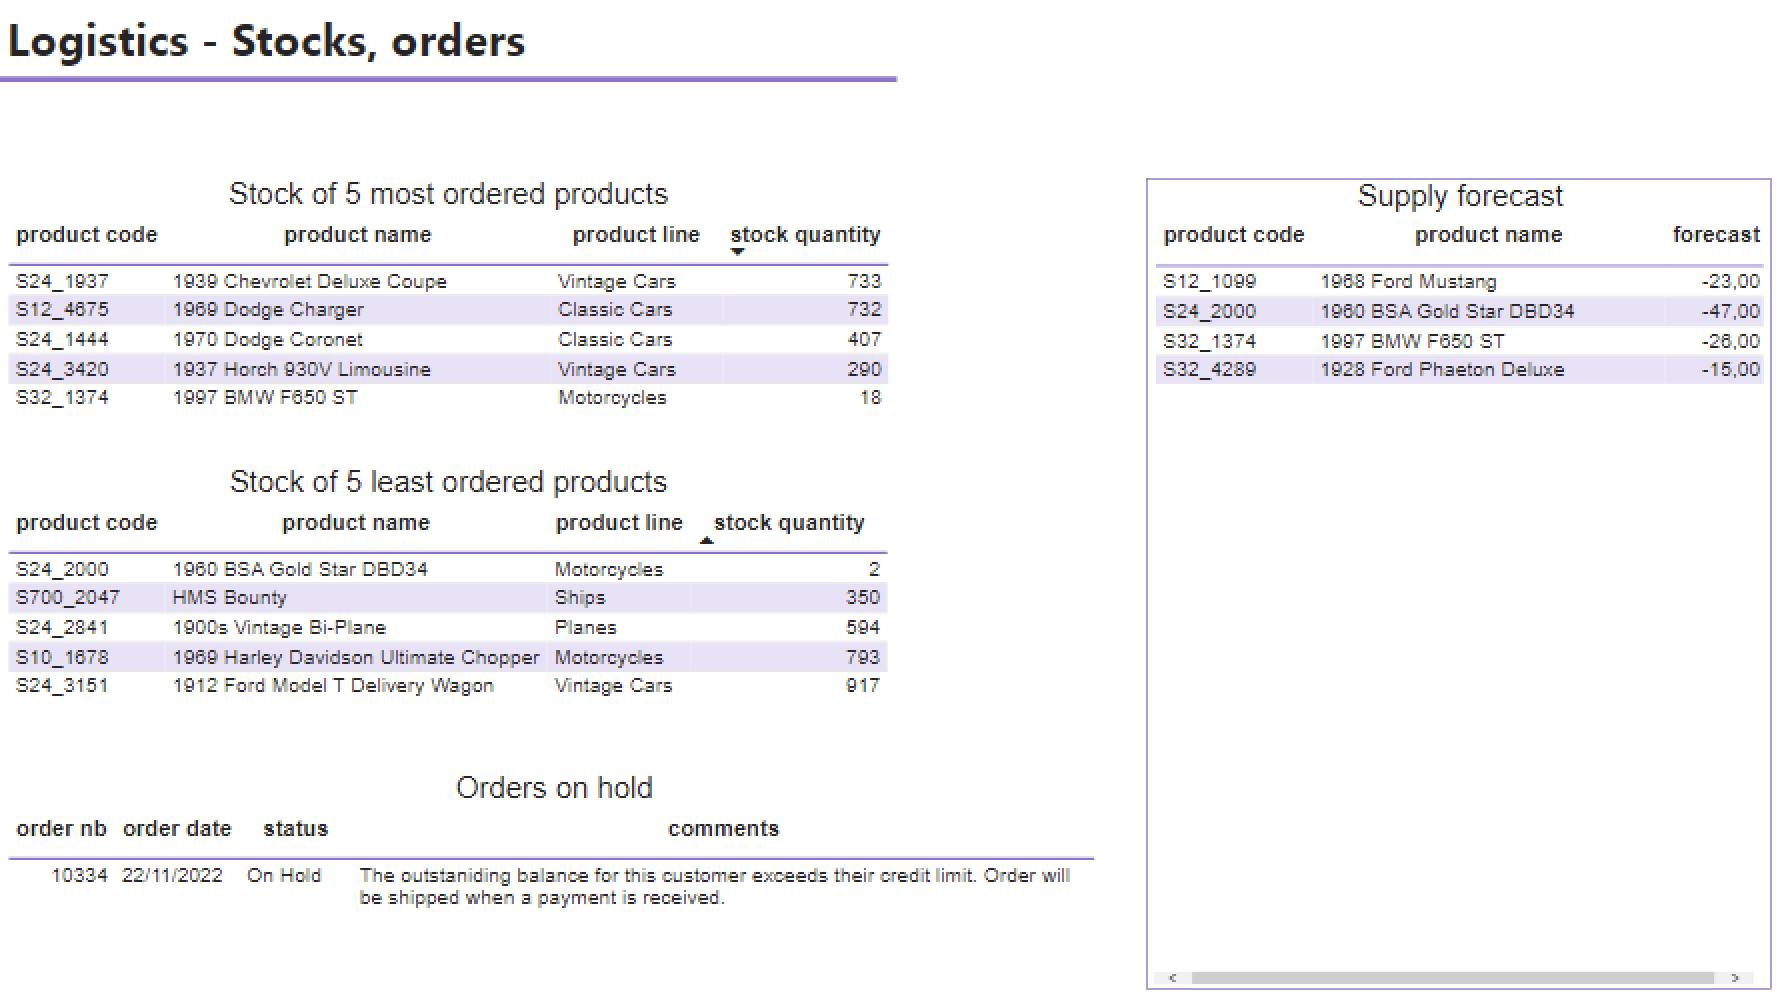 Logistics - Stocks, orders
Stock of 5 most ordered products
product code product name product line stock quantity
S24_1937 1939 Chevrolet Deluxe Coupe Vintage Cars 733
S12_4675 1969 Dodge Charger Classic Cars 732
S24_1444 1970 Dodge Coronet Classic Cars 407
S24_3420 1937 Horch 930V Limousine Vintage Cars 290
S32_1374 1997 BMW F650 ST Motorcycles 18
Stock of 5 least ordered products
product code product name product line stock quantity
S24_2000 1960 BSA Gold Star DBD34 Motorcycles 2
S700_2047 HMS Bounty Ships 350
S24_2841 1900s Vintage Bi-Plane Planes 594
S10_1678 1969 Harley Davidson Ultimate Chopper Motorcycles 793
S24_3151 1912 Ford Model T Delivery Wagon Vintage Cars 917
Orders on hold
order nb order date status comments
10334 22/11/2022 On Hold The outstaniding balance for this customer exceeds their credit limit. Order will
be shipped when a payment is received.
Supply forecast
product code product name forecast
S12_1099 1968 Ford Mustang -23,00
S24_2000 1960 BSA Gold Star DBD34 -47,00
S32_1374 1997 BMW F650 ST -26,00
S32_4289 1928 Ford Phaeton Deluxe -15,00